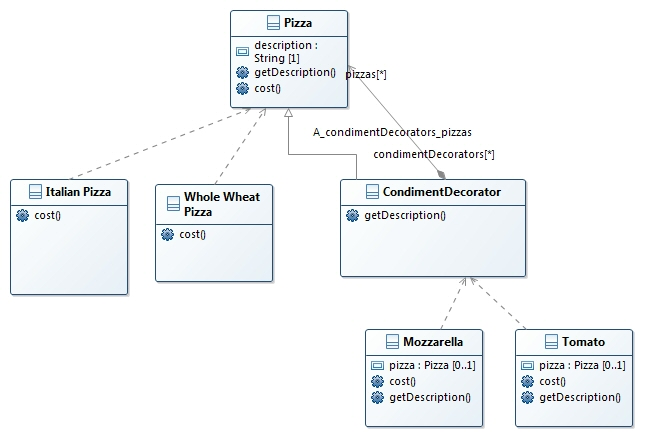 Pizza
description :
String [1]
getDescription()
cost()
pizzas[*]
A_condimentDecorators_pizzas
condimentDecorators[*]
Italian Pizza
cost()
Whole Wheat
Pizza
cost()
CondimentDecorator
getDescription()
Mozzarella
pizza : Pizza [0..1]
cost()
getDescription()
Tomato
pizza : Pizza [0..1]
cost()
getDescription()